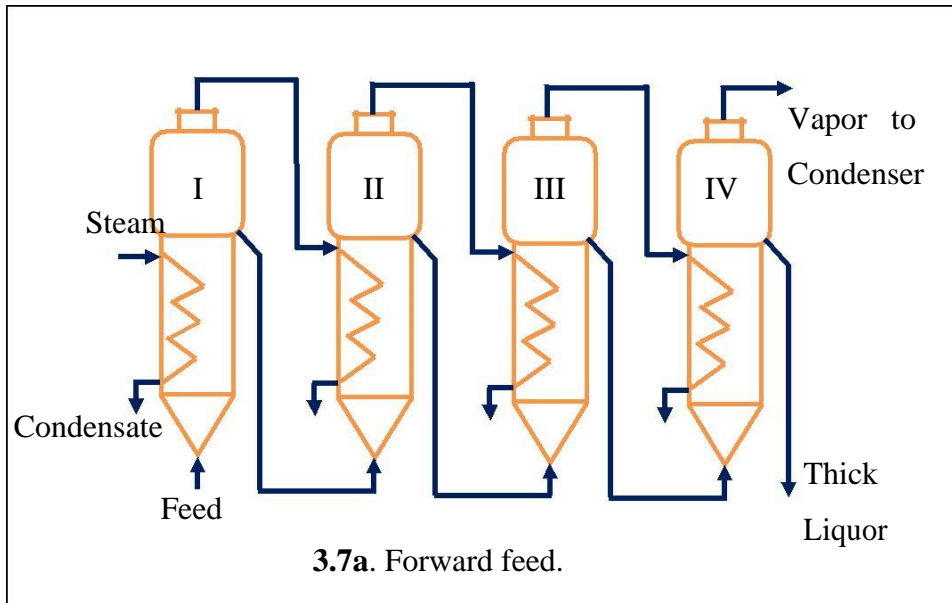 Vapor to
Condenser
I
II
III
IV
Steam
Condensate
Feed
Thick
Liquor
3.7a. Forward feed.